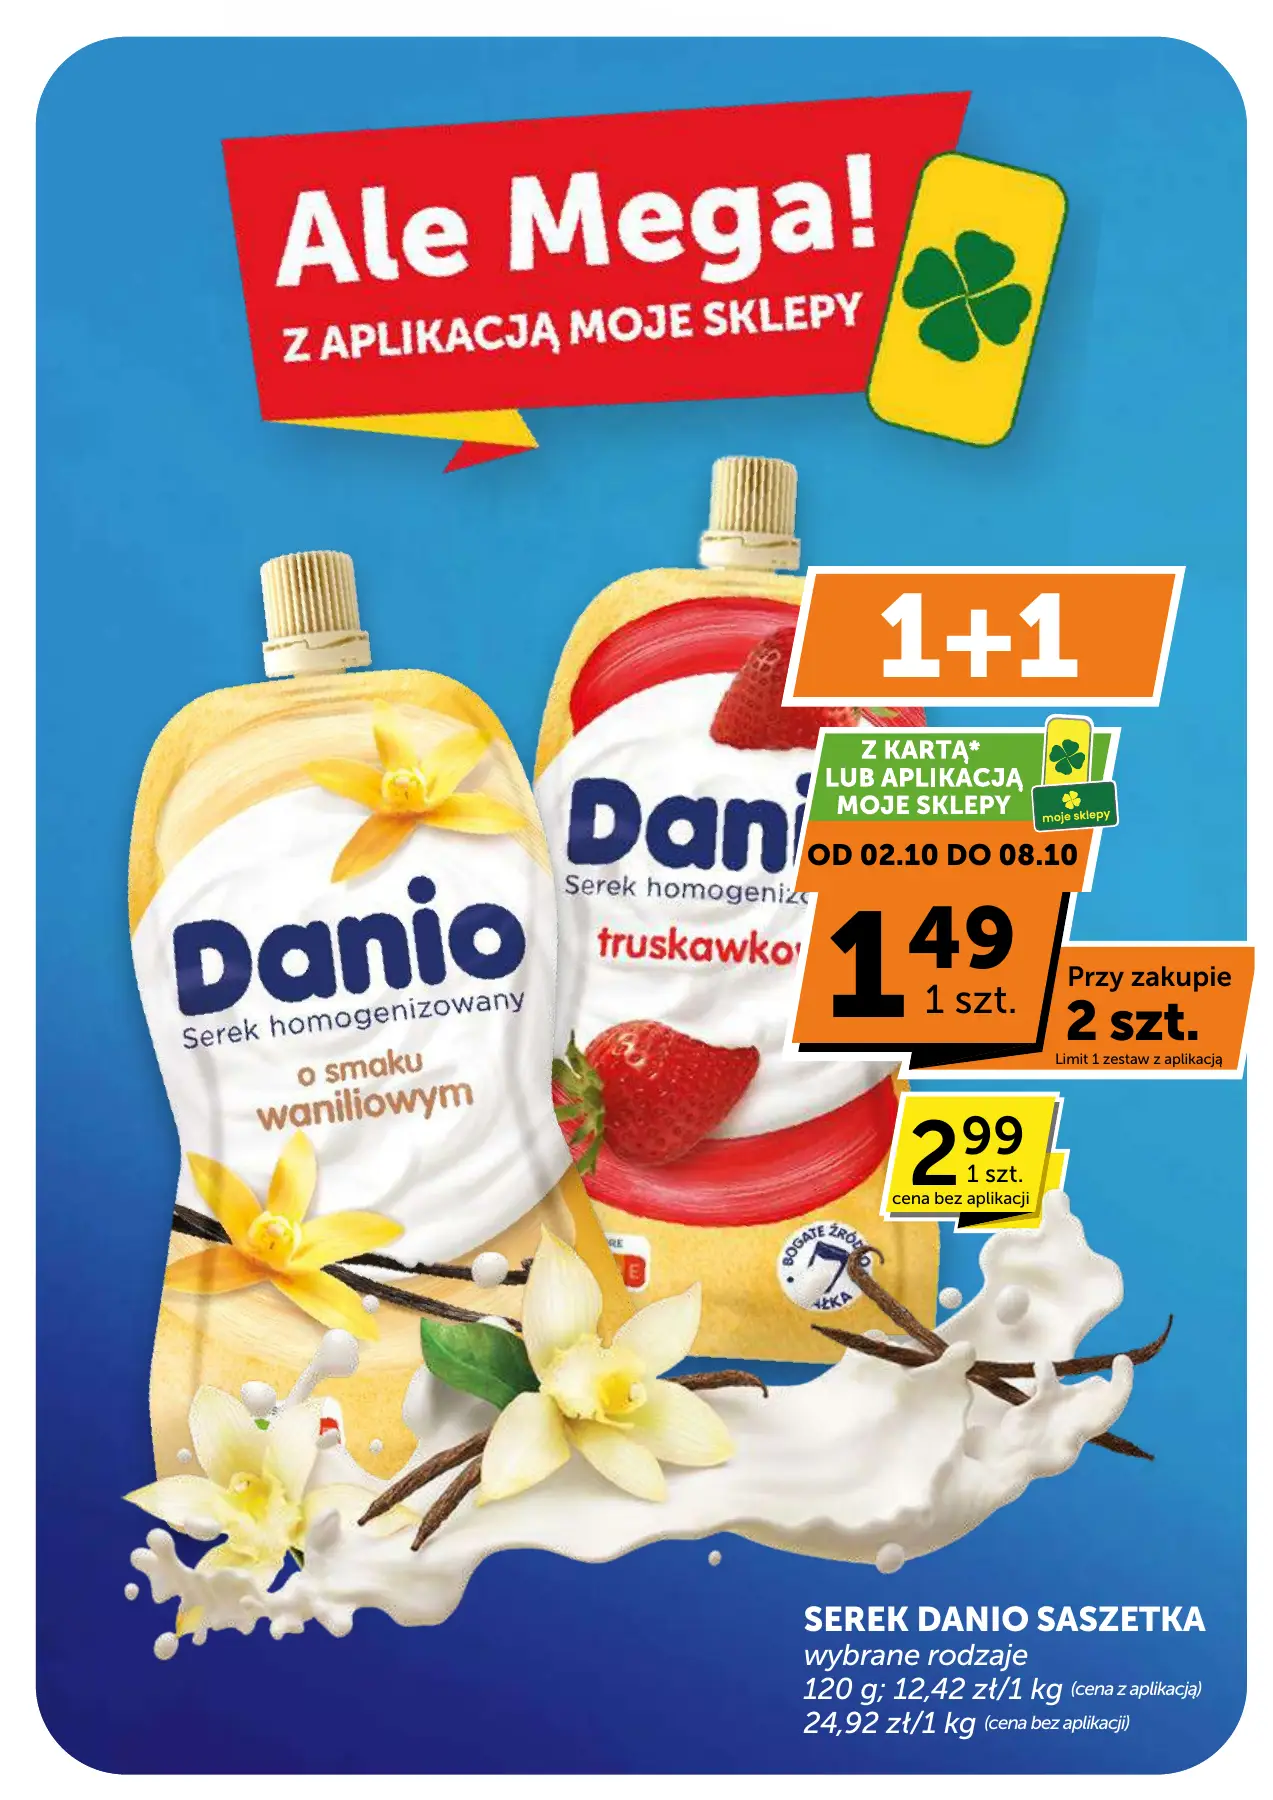 Ale Mega!
Z APLIKACJĄ MOJE SKLEPY
1+1
Z KARTĄ*
LUB APLIKACJĄ
MOJE SKLEPY
moje sklepy
OD 02.10 DO 08.10
1 49
1 szt.
Przy zakupie
2 szt.
Limit 1 zestaw z aplikacją
2 99
1 szt.
cena bez aplikacji
Danio
Serek homogenizowany
o smaku
waniliowym
Dani
Serek homogeniz
truskawko
BOGATE ŹRÓD
SEREK DANIO SASZETKA
wybrane rodzaje
120 g; 12,42 zł/1 kg (cena z aplikacją)
24,92 zł/1 kg (cena bez aplikacji)